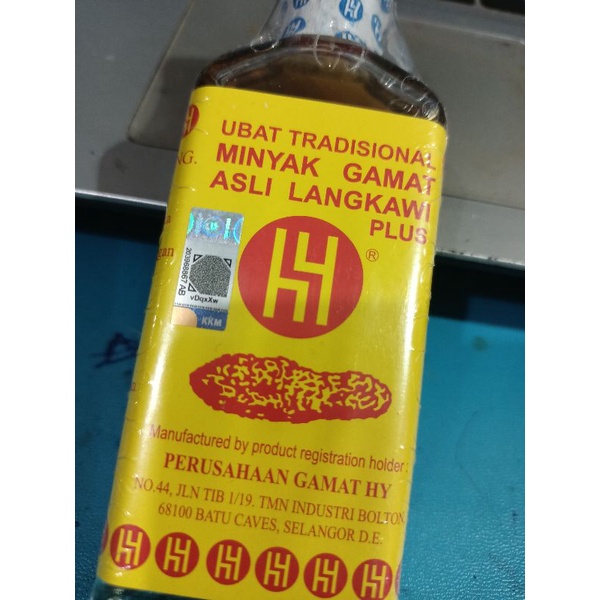 UBAT TRADISIONAL
MINYAK GAMAT
ASLI LANGKAWI
PLUS
HY
®
KKM
vDqxXw
Manufactured by product registration holder :
PERUSAHAAN GAMAT HY
NO.44, JLN TIB 1/19. TMN INDUSTRI BOLTON
68100 BATU CAVES, SELANGOR D.E.